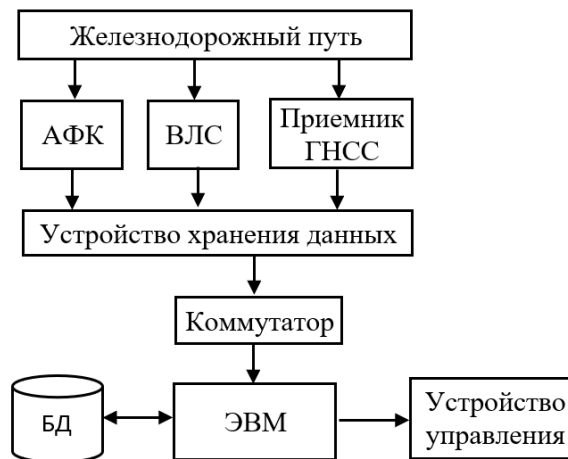 Железнодорожный путь
АФК
ВЛС
Приемник
ГНСС
Устройство хранения данных
Коммутатор
БД
ЭВМ
Устройство
управления